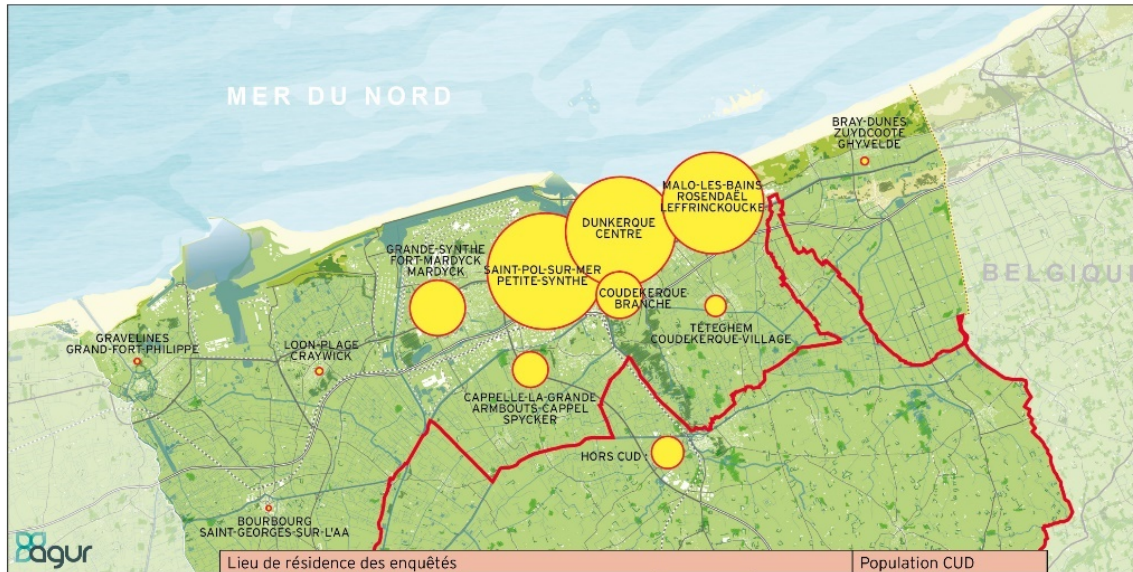 MER DU NORD
BRAY-DUNES
ZUYDCOOTE
GHYVELDE
MALO-LES-BAINS
ROSENDAËL
LEFFRINCKOUCKE
DUNKERQUE
CENTRE
GRANDE-SYNTHE
FORT-MARDYCK
MARDYCK
SAINT-POL-SUR-MER
PETITE-SYNTHE
BELGIQUE
COUDEKERQUE-
BRANCHE
GRAVELINES
GRAND-FORT-PHILIPPE
LOON-PLAGE
CRAYWICK
TÉTEGHEM
COUDEKERQUE-VILLAGE
CAPPELLE-LA-GRANDE
ARMBOUTS-CAPPEL
SPYCKER
HORS CUD :
BOURBOURG
SAINT-GEORGES-SUR-L'AA
agur
Lieu de résidence des enquêtés
Population CUD